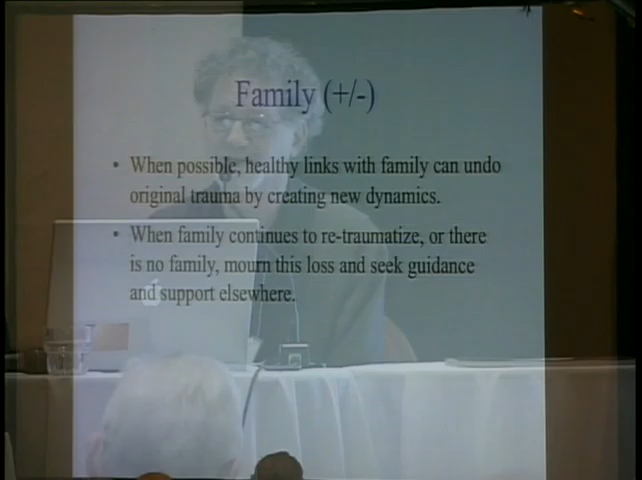 Family (+/-)
• When possible, healthy links with family can undo
original trauma by creating new dynamics.
• When family continues to re-traumatize, or there
is no family, mourn this loss and seek guidance
and support elsewhere.